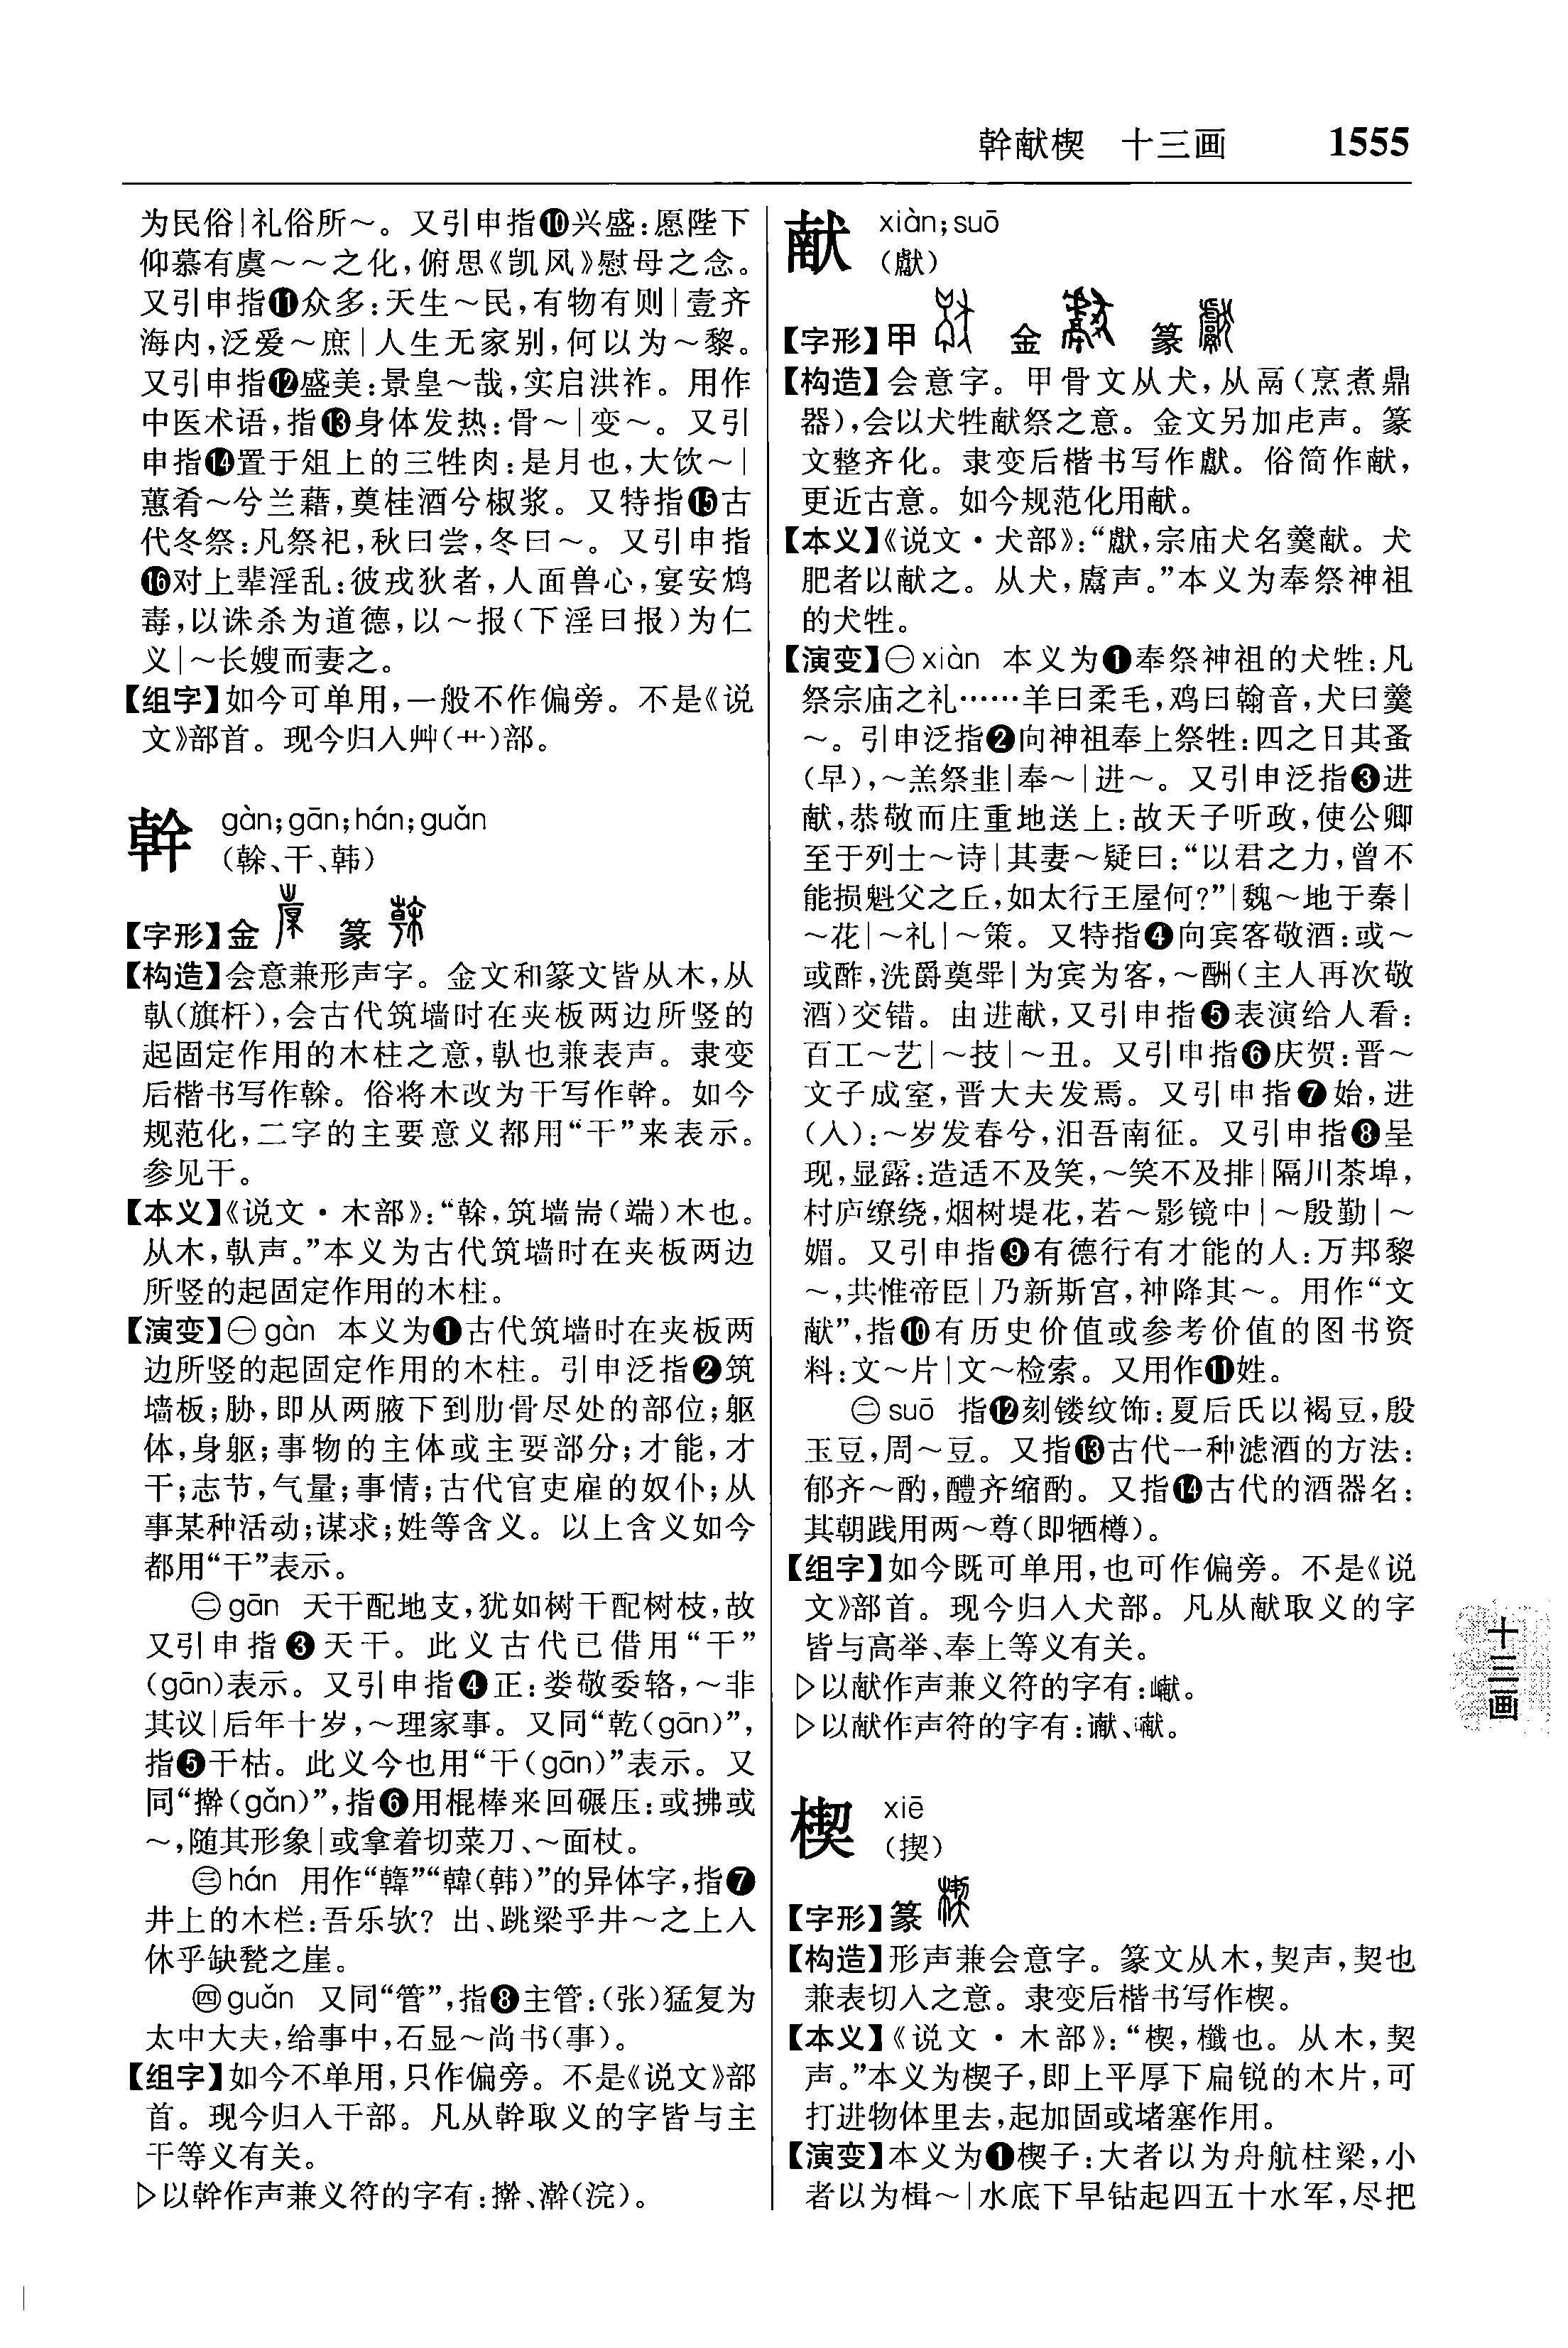 幹献楔 十三画 1555
为民俗|礼俗所～。又引申指⓾兴盛:愿陛下
仰慕有虞～～之化,俯思《凯风》慰母之念。
又引申指⓫众多:天生～民,有物有则|壹齐
海内,泛爱～庶|人生无家别,何以为～黎。
又引申指⓬盛美:景皇～哉,实启洪祚。用作
中医术语,指⓭身体发热:骨～|变～。又引
申指⓮置于俎上的三牲肉:是月也,大饮～|
蕙肴～兮兰藉,奠桂酒兮椒浆。又特指⓯古
代冬祭:凡祭祀,秋曰尝,冬曰～。又引申指
⓰对上辈淫乱:彼戎狄者,人面兽心,宴安鸩
毒,以诛杀为道德,以～报(下淫曰报)为仁
义|～长嫂而妻之。
【组字】如今可单用,一般不作偏旁。不是《说
文》部首。现今归入艸(艹)部。
幹 gàn;gān;hán;guǎn
(榦、干、韩)
【字形】金 篆
【构造】会意兼形声字。金文和篆文皆从木,从
倝(旗杆),会古代筑墙时在夹板两边所竖的
起固定作用的木柱之意,倝也兼表声。隶变
后楷书写作榦。俗将木改为干写作幹。如今
规范化,二字的主要意义都用“干”来表示。
参见干。
【本义】《说文·木部》:“榦,筑墙耑(端)木也。
从木,倝声。”本义为古代筑墙时在夹板两边
所竖的起固定作用的木柱。
【演变】㊀gàn 本义为❶古代筑墙时在夹板两
边所竖的起固定作用的木柱。引申泛指❷筑
墙板;胁,即从两腋下到肋骨尽处的部位;躯
体,身躯;事物的主体或主要部分;才能,才
干;志节,气量;事情;古代官吏雇的奴仆;从
事某种活动;谋求;姓等含义。以上含义如今
都用“干”表示。
㊁gān 天干配地支,犹如树干配树枝,故
又引申指❸天干。此义古代已借用“干”
(gān)表示。又引申指❹正:娄敬委辂,～非
其议|后年十岁,～理家事。又同“乾(gān)”,
指❺干枯。此义今也用“干(gān)”表示。又
同“擀(gǎn)”,指❻用棍棒来回碾压:或拂或
～,随其形象|或拿着切菜刀、～面杖。
㊂hán 用作“韓”“韓(韩)”的异体字,指❼
井上的木栏:吾乐欤?出、跳梁乎井～之上入
休乎缺甃之崖。
㊃guǎn 又同“管”,指❽主管:(张)猛复为
太中大夫,给事中,石显～尚书(事)。
【组字】如今不单用,只作偏旁。不是《说文》部
首。现今归入干部。凡从幹取义的字皆与主
干等义有关。
▷以幹作声兼义符的字有:擀、澣(浣)。
献 xiàn;suō
(獻)
【字形】甲 金 篆
【构造】会意字。甲骨文从犬,从鬲(烹煮鼎
器),会以犬牲献祭之意。金文另加虍声。篆
文整齐化。隶变后楷书写作獻。俗简作献,
更近古意。如今规范化用献。
【本义】《说文·犬部》:“獻,宗庙犬名羹献。犬
肥者以献之。从犬,鬳声。”本义为奉祭神祖
的犬牲。
【演变】㊀xiàn 本义为❶奉祭神祖的犬牲:凡
祭宗庙之礼……羊曰柔毛,鸡曰翰音,犬曰羹
～。引申泛指❷向神祖奉上祭牲:四之日其蚤
(早),～羔祭韭|奉～|进～。又引申泛指❸进
献,恭敬而庄重地送上:故天子听政,使公卿
至于列士～诗|其妻～疑曰:“以君之力,曾不
能损魁父之丘,如太行王屋何?”|魏～地于秦|
～花|～礼|～策。又特指❹向宾客敬酒:或～
或酢,洗爵奠斝|为宾为客,～酬(主人再次敬
酒)交错。由进献,又引申指❺表演给人看:
百工～艺|～技|～丑。又引申指❻庆贺:晋～
文子成室,晋大夫发焉。又引申指❼始,进
(入):～岁发春兮,汩吾南征。又引申指❽呈
现,显露:造适不及笑,～笑不及排|隔川茶埠,
村庐缭绕,烟树堤花,若～影镜中|～殷勤|～
媚。又引申指❾有德行有才能的人:万邦黎
～,共惟帝臣|乃新斯宫,神降其～。用作“文
献”,指❿有历史价值或参考价值的图书资
料:文～片|文～检索。又用作⓫姓。
㊁suō 指⓬刻镂纹饰:夏后氏以褐豆,殷
玉豆,周～豆。又指⓭古代一种滤酒的方法:
郁齐～酌,醴齐缩酌。又指⓮古代的酒器名:
其朝践用两～尊(即牺樽)。
【组字】如今既可单用,也可作偏旁。不是《说
文》部首。现今归入犬部。凡从献取义的字
皆与高举、奉上等义有关。
▷以献作声兼义符的字有:巘。
▷以献作声符的字有:谳、𤅊。
楔 xiē
(揳)
【字形】篆
【构造】形声兼会意字。篆文从木,契声,契也
兼表切入之意。隶变后楷书写作楔。
【本义】《说文·木部》:“楔,櫼也。从木,契
声。”本义为楔子,即上平厚下扁锐的木片,可
打进物体里去,起加固或堵塞作用。
【演变】本义为❶楔子:大者以为舟航柱梁,小
者以为楫～|水底下早钻起四五十水军,尽把
十三画